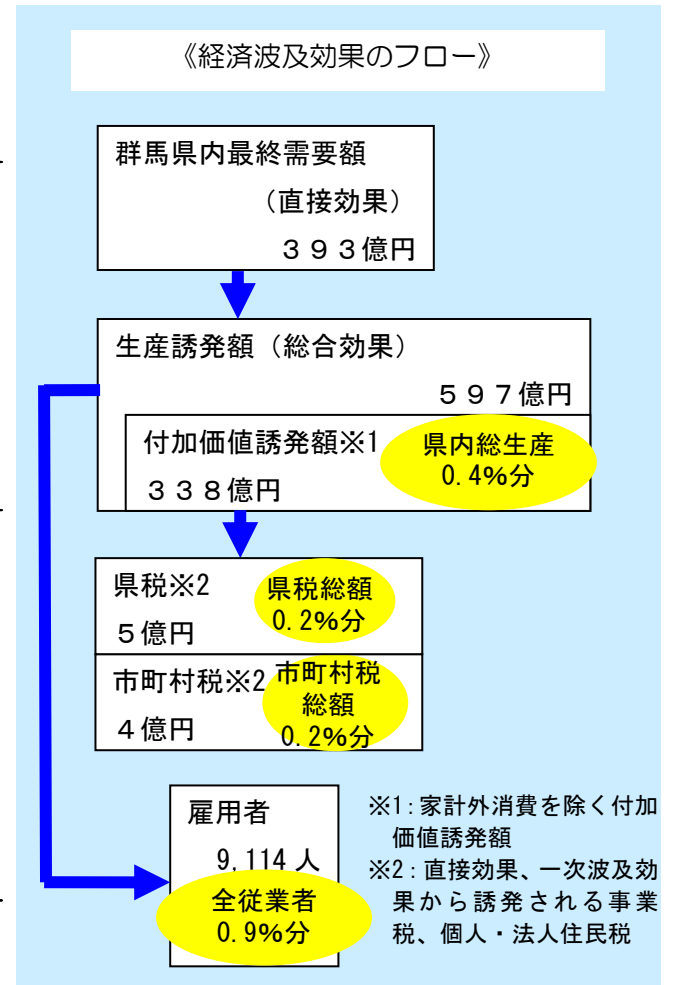 《経済波及効果のフロー》
群馬県内最終需要額
（直接効果）
３９３億円
生産誘発額（総合効果）
５９７億円
付加価値誘発額※1
３３８億円
県内総生産
0.4%分
県税※2
５億円
県税総額
0.2%分
市町村税※2
４億円
市町村税
総額
0.2%分
雇用者
9,114人
全従業者
0.9%分
※1：家計外消費を除く付加
価値誘発額
※2：直接効果、一次波及効
果から誘発される事業
税、個人・法人住民税